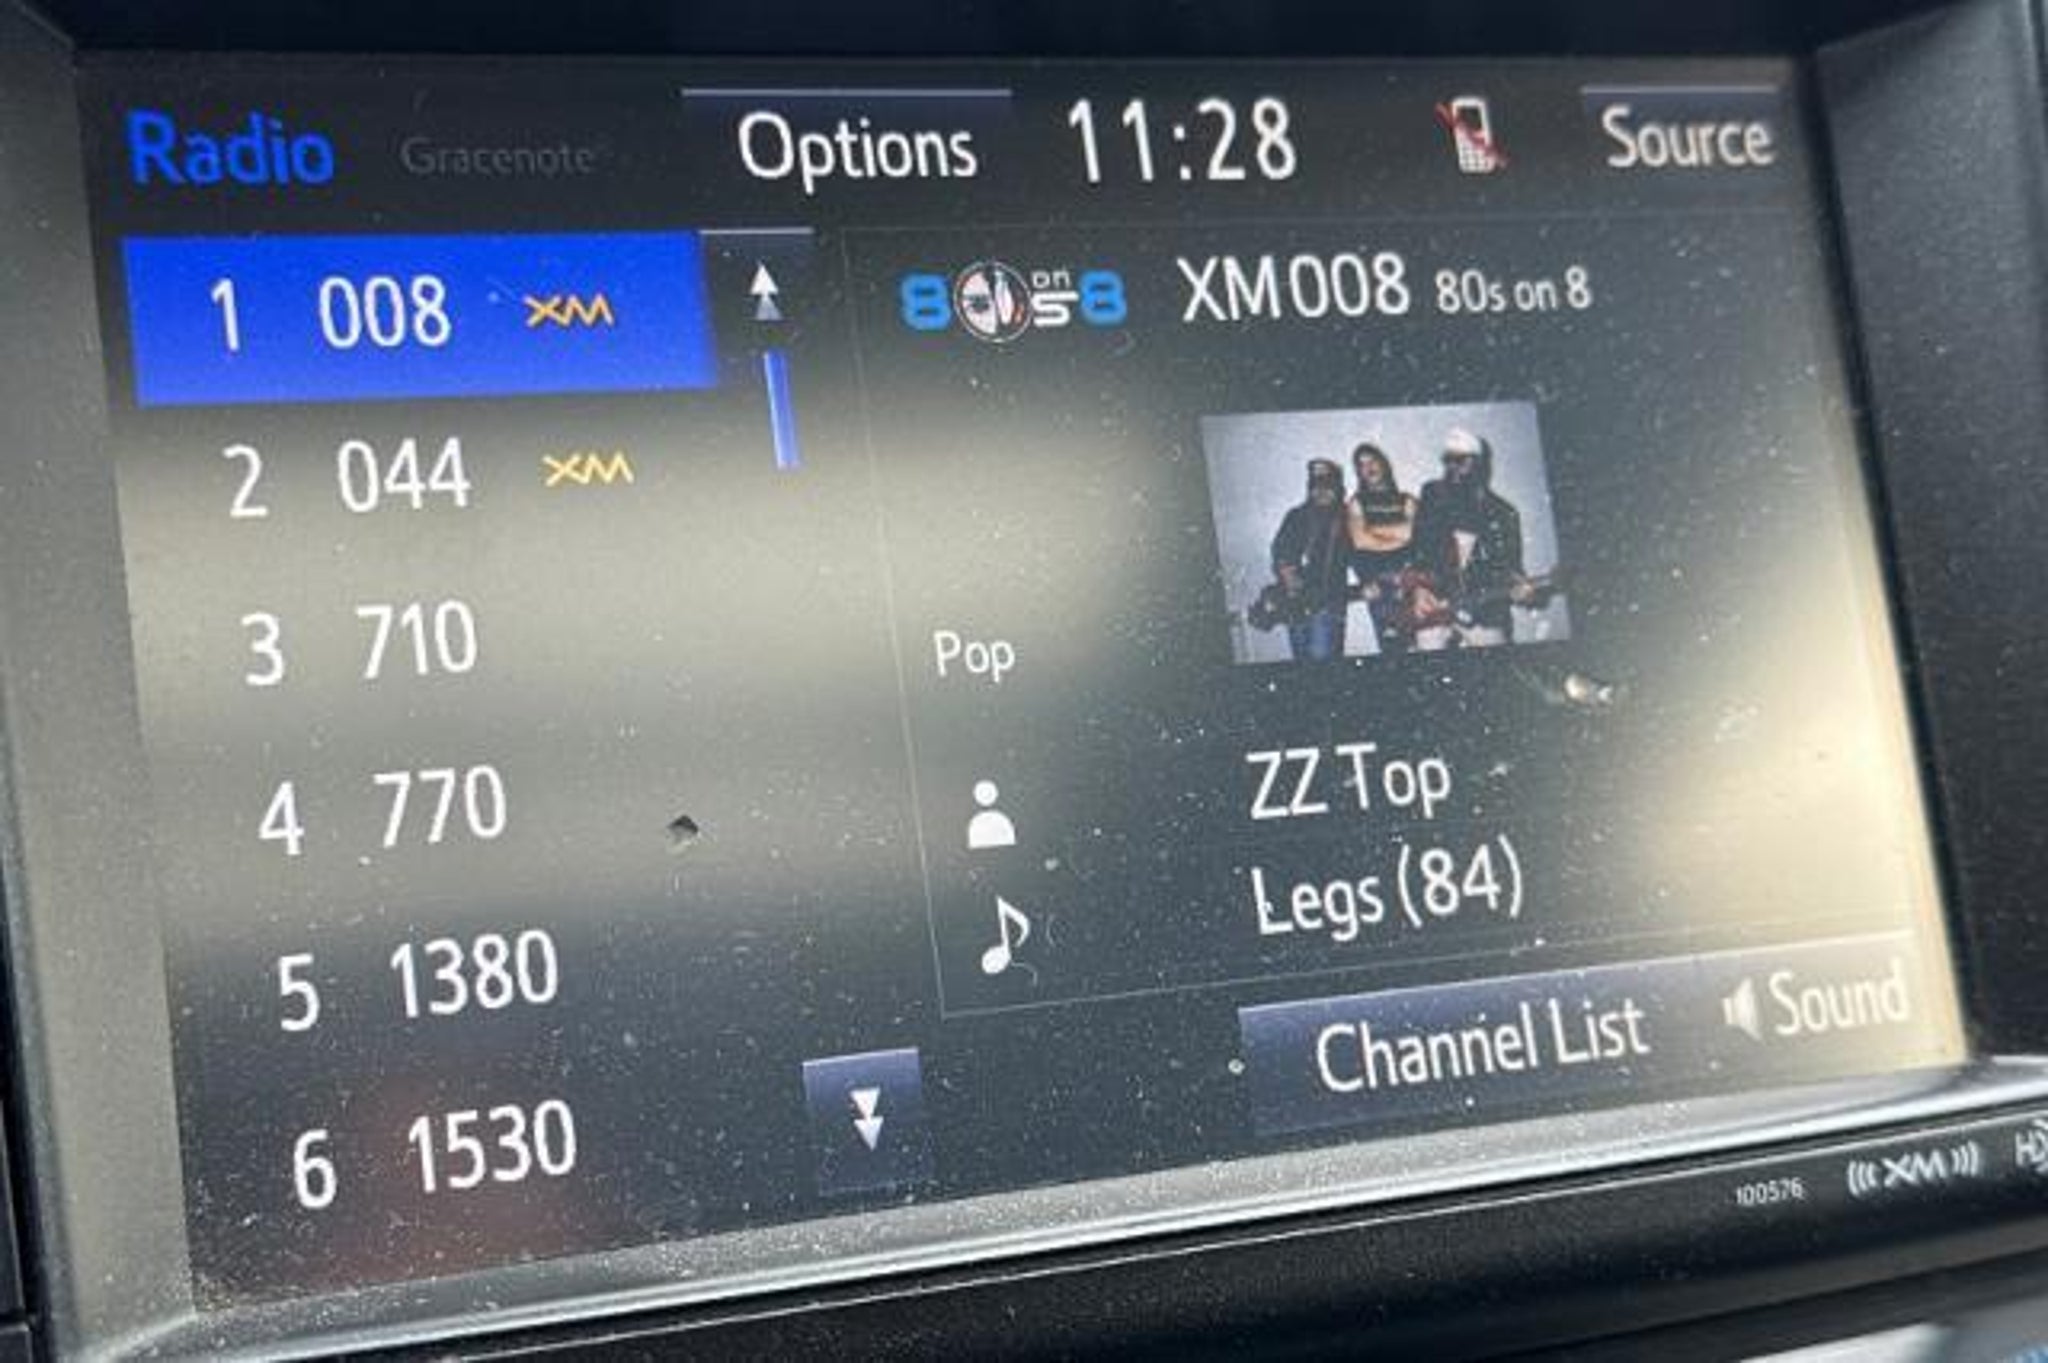 Radio Gracenote Options 11:28 Source
1 008 XM
2 044 XM
3 710
4 770
5 1380
6 1530
80s on 8 XM008 80s on 8
Pop
ZZ Top
Legs (84)
Channel List Sound
100576 XM